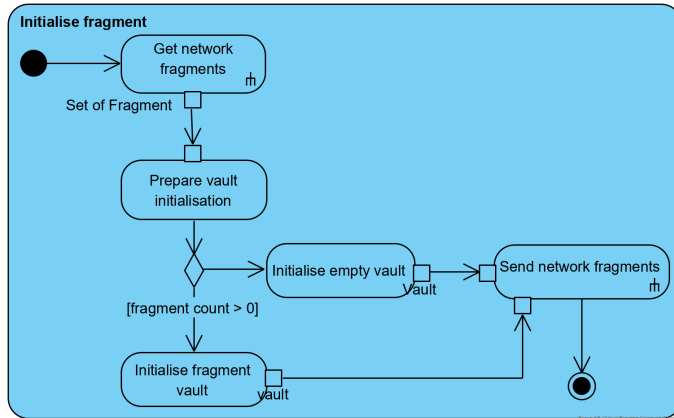 Initialise fragment
Get network
fragments
Set of Fragment
Prepare vault
initialisation
Initialise empty vault
Vault
Send network fragments
[fragment count > 0]
Initialise fragment
vault
vault